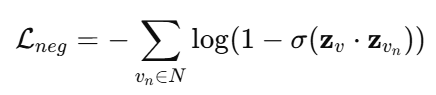 $$\mathcal{L}_{neg} = -\sum_{v_n \in N} \log(1 - \sigma(\mathbf{z}_v \cdot \mathbf{z}_{v_n}))$$